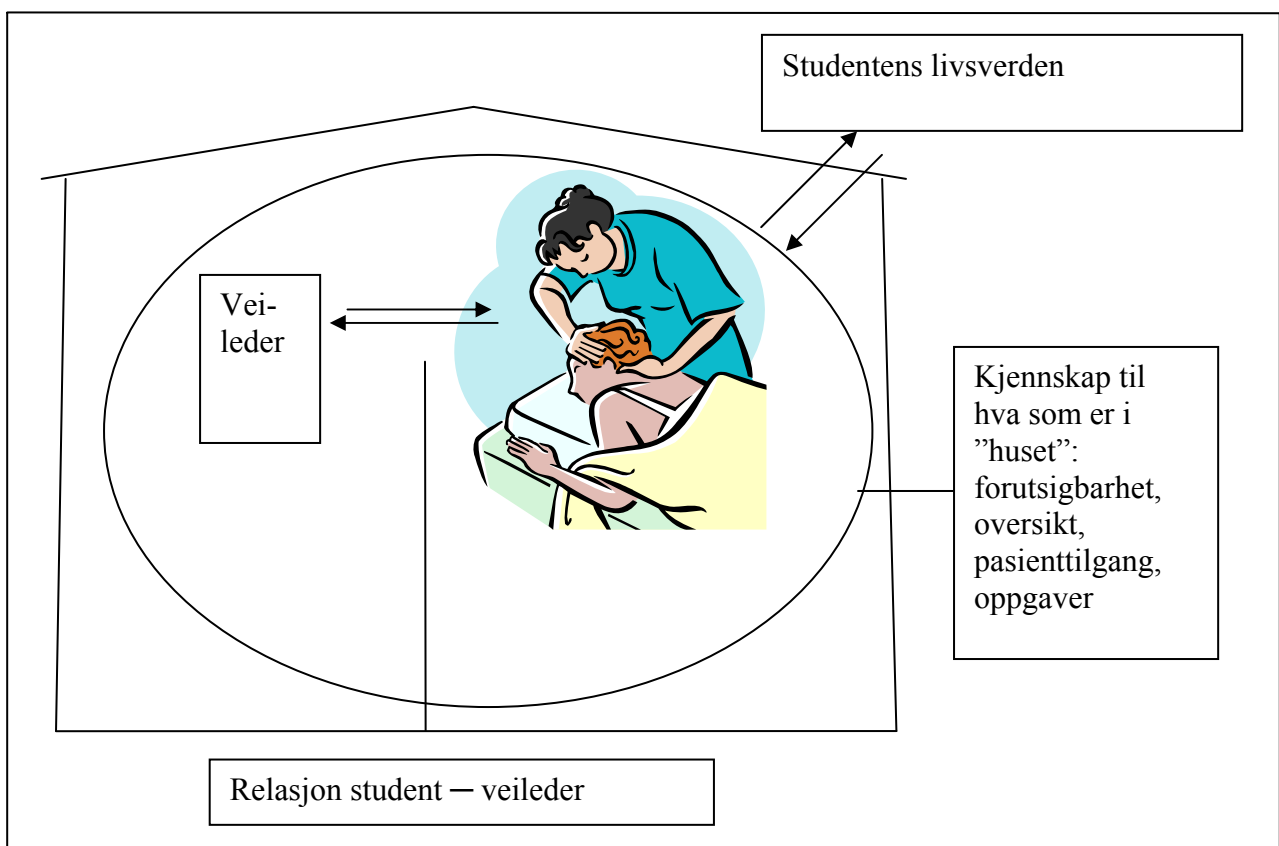 Studentens livsverden
Vei-
leder
Kjennskap til
hva som er i
”huset”:
forutsigbarhet,
oversikt,
pasienttilgang,
oppgaver
Relasjon student — veileder